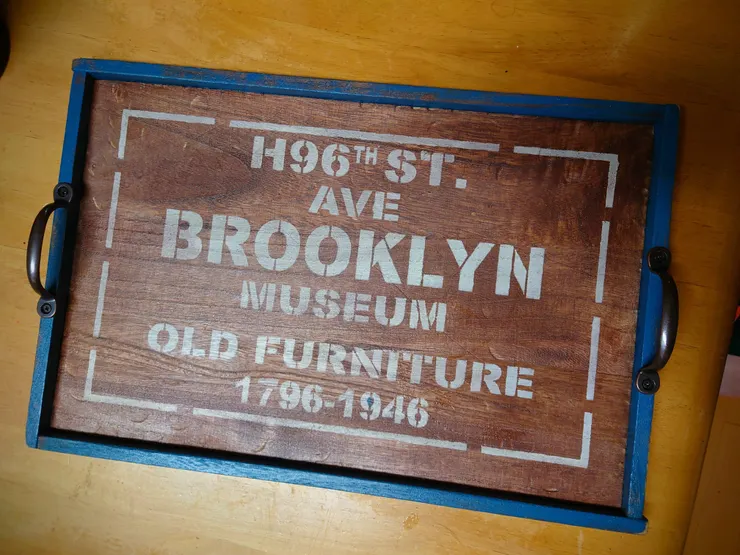 H96TH ST.
AVE
BROOKLYN
MUSEUM
OLD FURNITURE
1796-1946